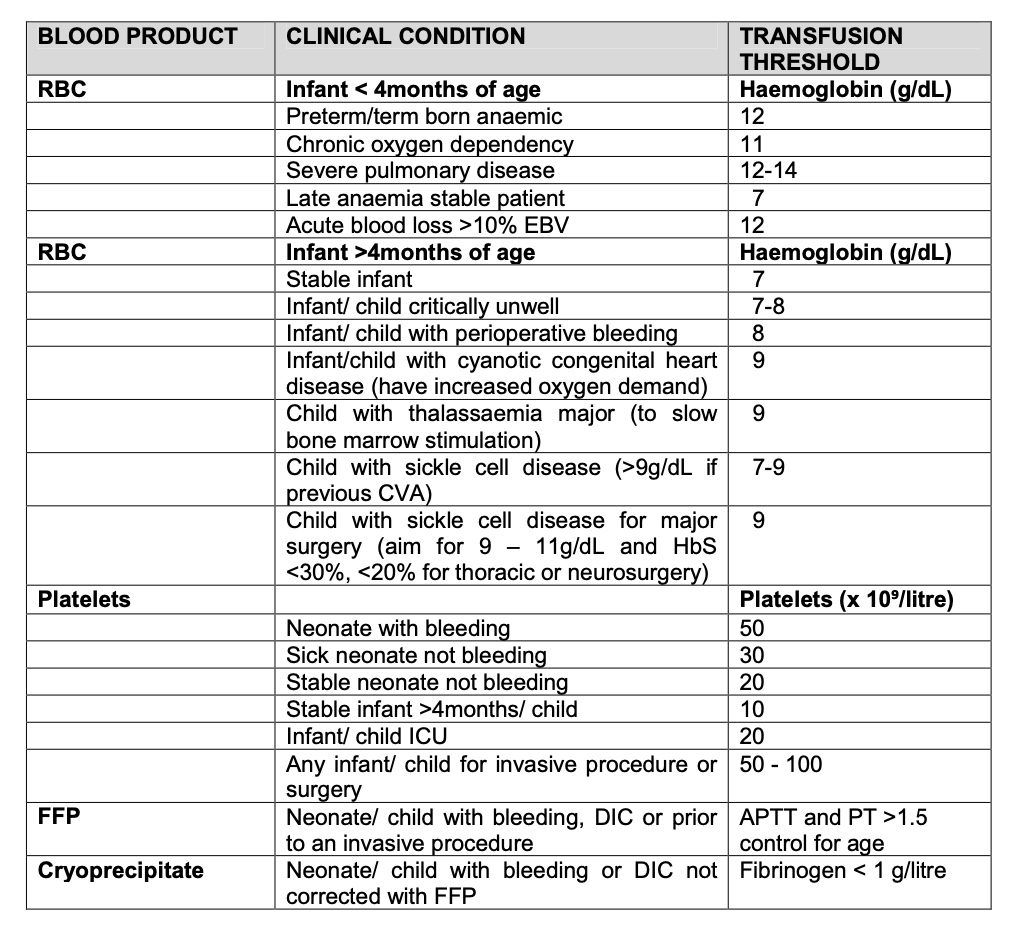 BLOOD PRODUCT CLINICAL CONDITION TRANSFUSION
THRESHOLD
RBC Infant < 4months of age Haemoglobin (g/dL)
Preterm/term born anaemic 12
Chronic oxygen dependency 11
Severe pulmonary disease 12-14
Late anaemia stable patient 7
Acute blood loss >10% EBV 12
RBC Infant >4months of age Haemoglobin (g/dL)
Stable infant 7
Infant/ child critically unwell 7-8
Infant/ child with perioperative bleeding 8
Infant/child with cyanotic congenital heart 9
disease (have increased oxygen demand)
Child with thalassaemia major (to slow 9
bone marrow stimulation)
Child with sickle cell disease (>9g/dL if 7-9
previous CVA)
Child with sickle cell disease for major 9
surgery (aim for 9 – 11g/dL and HbS
<30%, <20% for thoracic or neurosurgery)
Platelets Platelets (x 10⁹/litre)
Neonate with bleeding 50
Sick neonate not bleeding 30
Stable neonate not bleeding 20
Stable infant >4months/ child 10
Infant/ child ICU 20
Any infant/ child for invasive procedure or 50 - 100
surgery
FFP Neonate/ child with bleeding, DIC or prior APTT and PT >1.5
to an invasive procedure control for age
Cryoprecipitate Neonate/ child with bleeding or DIC not Fibrinogen < 1 g/litre
corrected with FFP